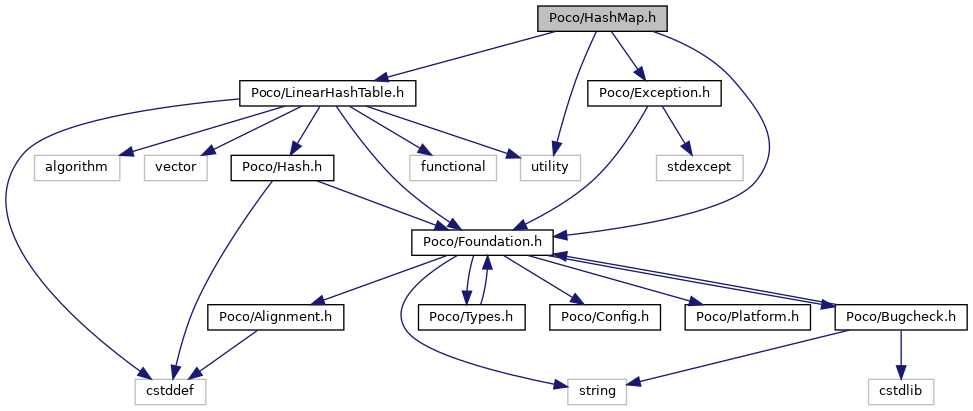 Poco/HashMap.h
Poco/LinearHashTable.h
Poco/Exception.h
algorithm
vector
Poco/Hash.h
functional
utility
stdexcept
Poco/Foundation.h
Poco/Alignment.h
Poco/Types.h
Poco/Config.h
Poco/Platform.h
Poco/Bugcheck.h
cstddef
string
cstdlib